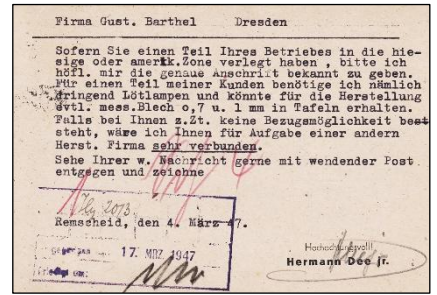 Firma Gust. Barthel Dresden
Sofern Sie einen Teil Ihres Betriebes in die hie-
sige oder amerik.Zone verlegt haben , bitte ich
höfl. mir die genaue Anschrift bekannt zu geben.
Für einen Teil meiner Kunden benötige ich nämlich
dringend Lötlampen und könnte für die Herstellung
evtl. mess.Blech o,7 u. 1 mm in Tafeln erhalten.
Falls bei Ihnen z.Zt. keine Bezugsmöglichkeit best
steht, wäre ich Ihnen für Aufgabe einer andern
Herst. Firma sehr verbunden.
Sehe Ihrer w. Nachricht gerne mit wendender Post
entgegen und zeichne
Remscheid, den 4. März 47.
17. MRZ. 1947
Hochachtungsvoll!
Hermann Dee jr.